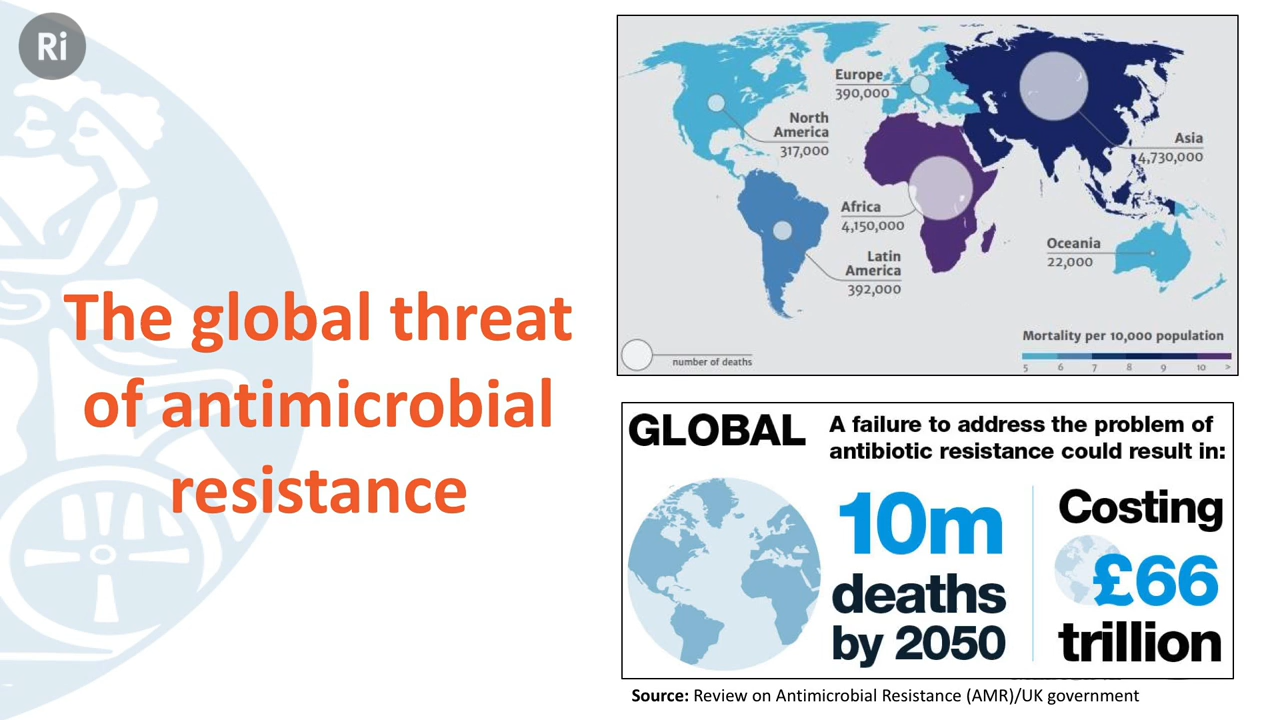 Ri
The global threat
of antimicrobial
resistance
Europe
390,000
North
America
317,000
Asia
4,730,000
Africa
4,150,000
Latin
America
392,000
Oceania
22,000
number of deaths
Mortality per 10,000 population
5 6 7 8 9 10 >
GLOBAL
A failure to address the problem of
antibiotic resistance could result in:
10m
deaths
by 2050
Costing
£66
trillion
Source: Review on Antimicrobial Resistance (AMR)/UK government